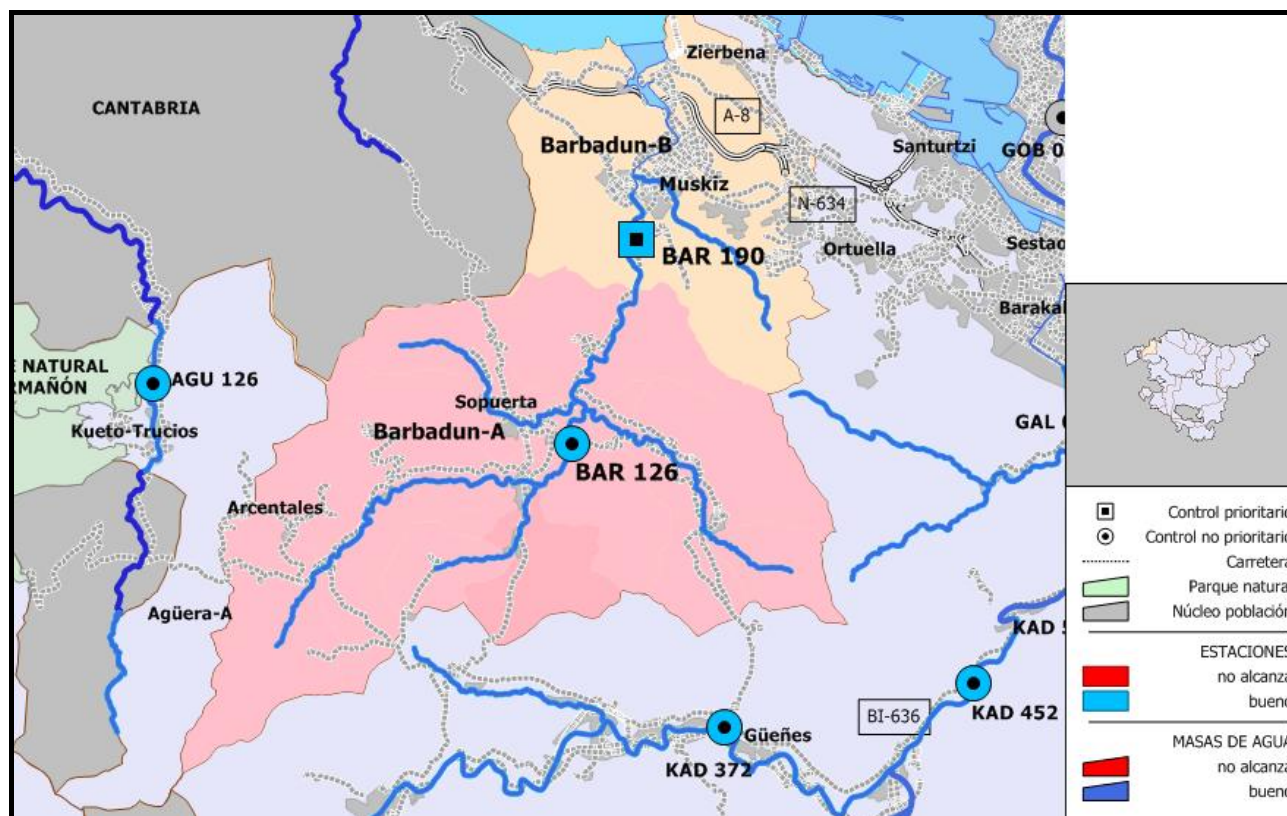 Zierbena
CANTABRIA
A-8
Barbadun-B
Santurtzi
GOB 0
Muskiz
N-634
BAR 190
Ortuella
Sestao
Baraka
E NATURAL
RMAÑÓN
AGU 126
Kueto-Trucios
Sopuerta
Barbadun-A
GAL
BAR 126
Arcentales
Agüera-A
KAD
BI-636
KAD 452
Güeñes
KAD 372
Control prioritario
Control no prioritario
Carretera
Parque natural
Núcleo población
ESTACIONES
no alcanza
bueno
MASAS DE AGUA
no alcanza
bueno